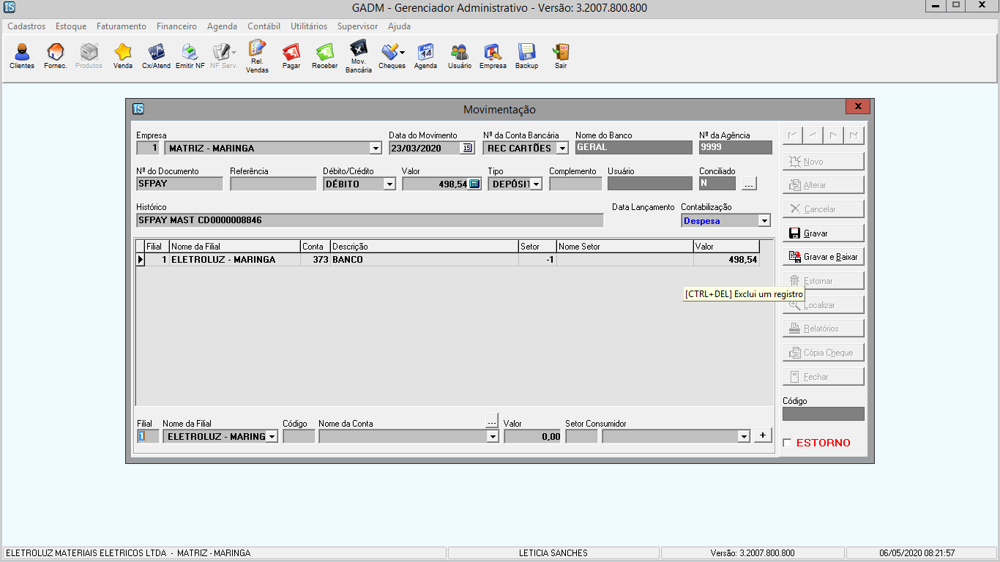 IS GADM - Gerenciador Administrativo - Versão: 3.2007.800.800
Cadastros Estoque Faturamento Financeiro Agenda Contábil Utilitários Supervisor Ajuda
Clientes Fornec. Produtos Venda Cx/Atend Emitir NF NF Serv. Rel. Vendas Pagar Receber Mov. Bancária Cheques Agenda Usuário Empresa Backup Sair
IS Movimentação
Empresa Data do Movimento Nº da Conta Bancária Nome do Banco Nº da Agência
1 MATRIZ - MARINGA 23/03/2020 15 REC CARTÕES GERAL 9999
Nº do Documento Referência Débito/Crédito Valor Tipo Complemento Usuário Conciliado
SFPAY DÉBITO 498,54 DEPÓSIT N ...
Histórico Data Lançamento Contabilização
SFPAY MAST CD0000008846 Despesa
Filial Nome da Filial Conta Descrição Setor Nome Setor Valor
1 ELETROLUZ - MARINGA 373 BANCO -1 498,54
[CTRL+DEL] Exclui um registro
Filial Nome da Filial Código Nome da Conta ... Valor Setor Consumidor
1 ELETROLUZ - MARING 0,00 +
Novo
Alterar
Cancelar
Gravar
Gravar e Baixar
Estornar
Localizar
Relatórios
Cópia Cheque
Fechar
Código
ESTORNO
ELETROLUZ MATERIAIS ELETRICOS LTDA - MATRIZ - MARINGA LETICIA SANCHES Versão: 3.2007.800.800 06/05/2020 08:21:57